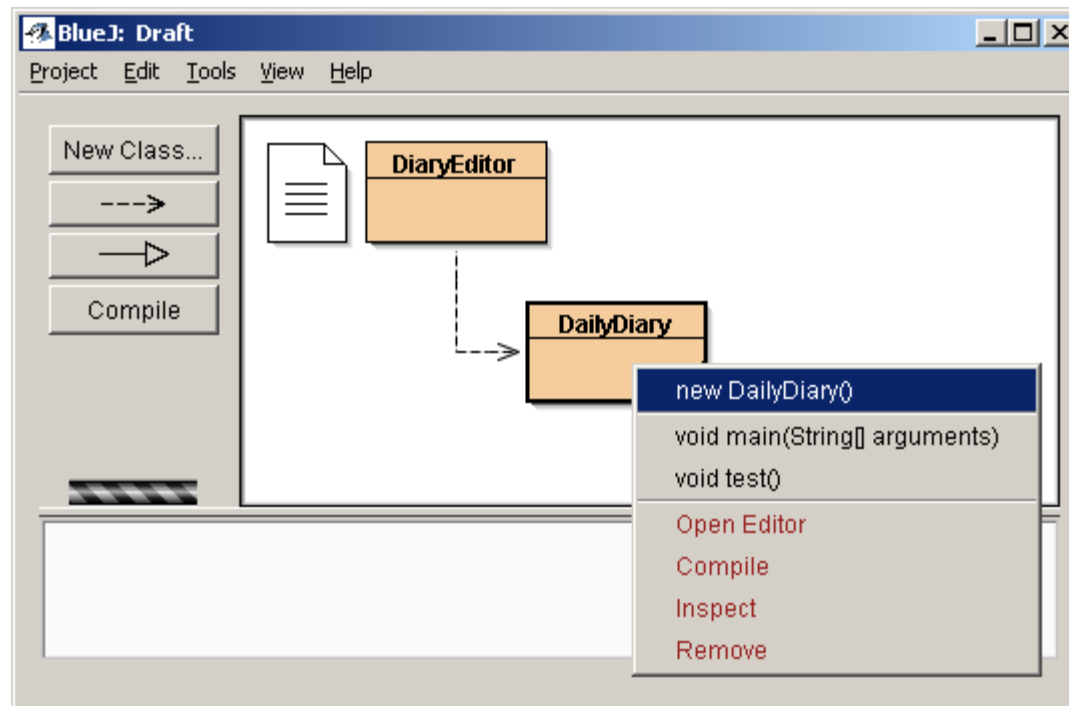 BlueJ: Draft
Project Edit Tools View Help
New Class...
Compile
DiaryEditor
DailyDiary
new DailyDiary()
void main(String[] arguments)
void test()
Open Editor
Compile
Inspect
Remove